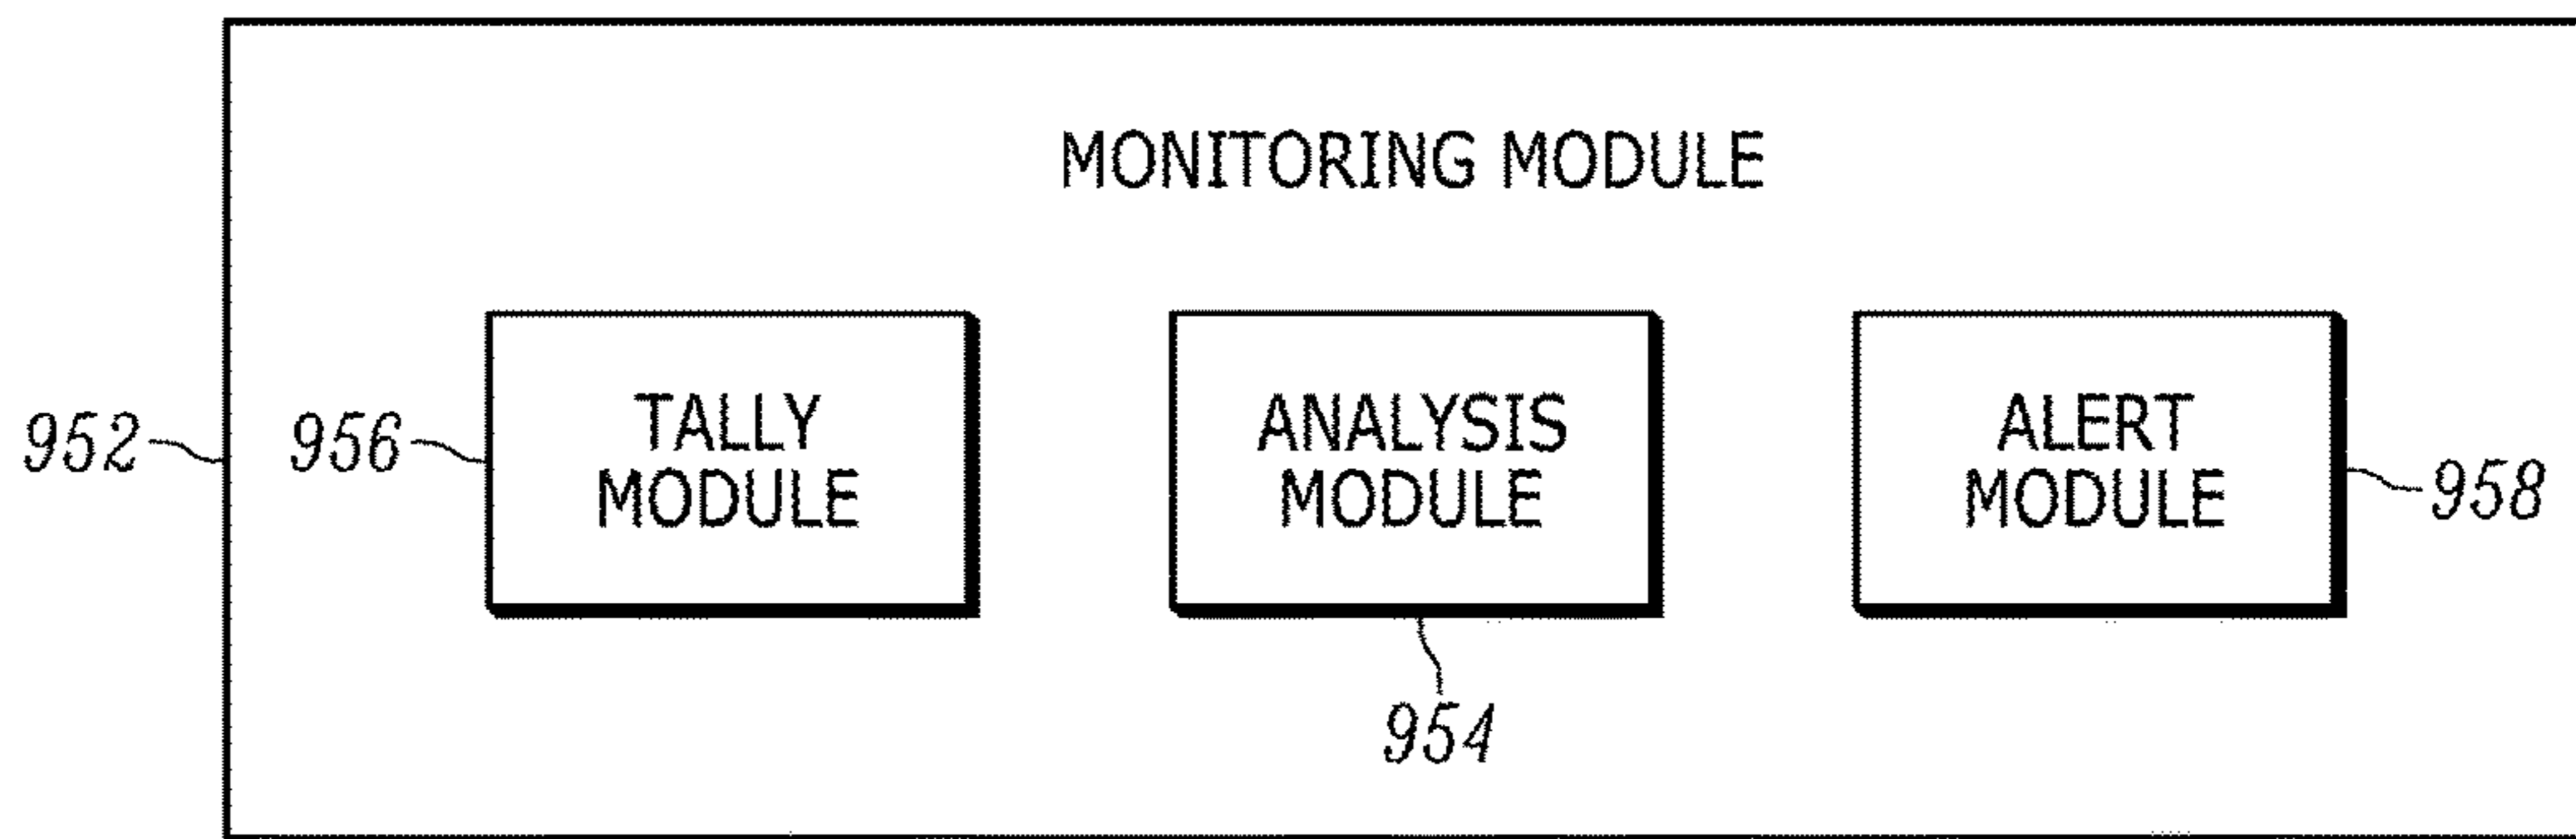 MONITORING MODULE
952
956
TALLY
MODULE
ANALYSIS
MODULE
954
ALERT
MODULE
958